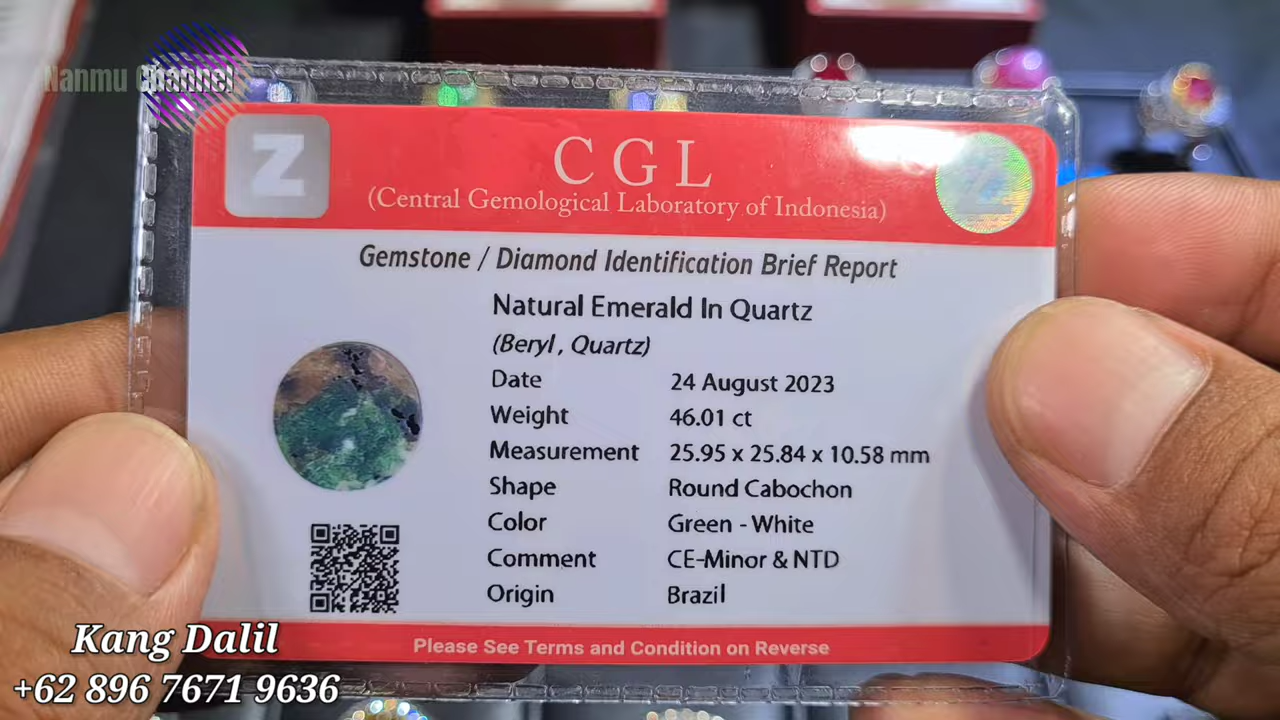 Nanmu Channel
Z
CGL
(Central Gemological Laboratory of Indonesia)
Gemstone / Diamond Identification Brief Report
Natural Emerald In Quartz
(Beryl, Quartz)
Date 24 August 2023
Weight 46.01 ct
Measurement 25.95 x 25.84 x 10.58 mm
Shape Round Cabochon
Color Green - White
Comment CE-Minor & NTD
Origin Brazil
Please See Terms and Condition on Reverse
Kang Dalil
+62 896 7671 9636